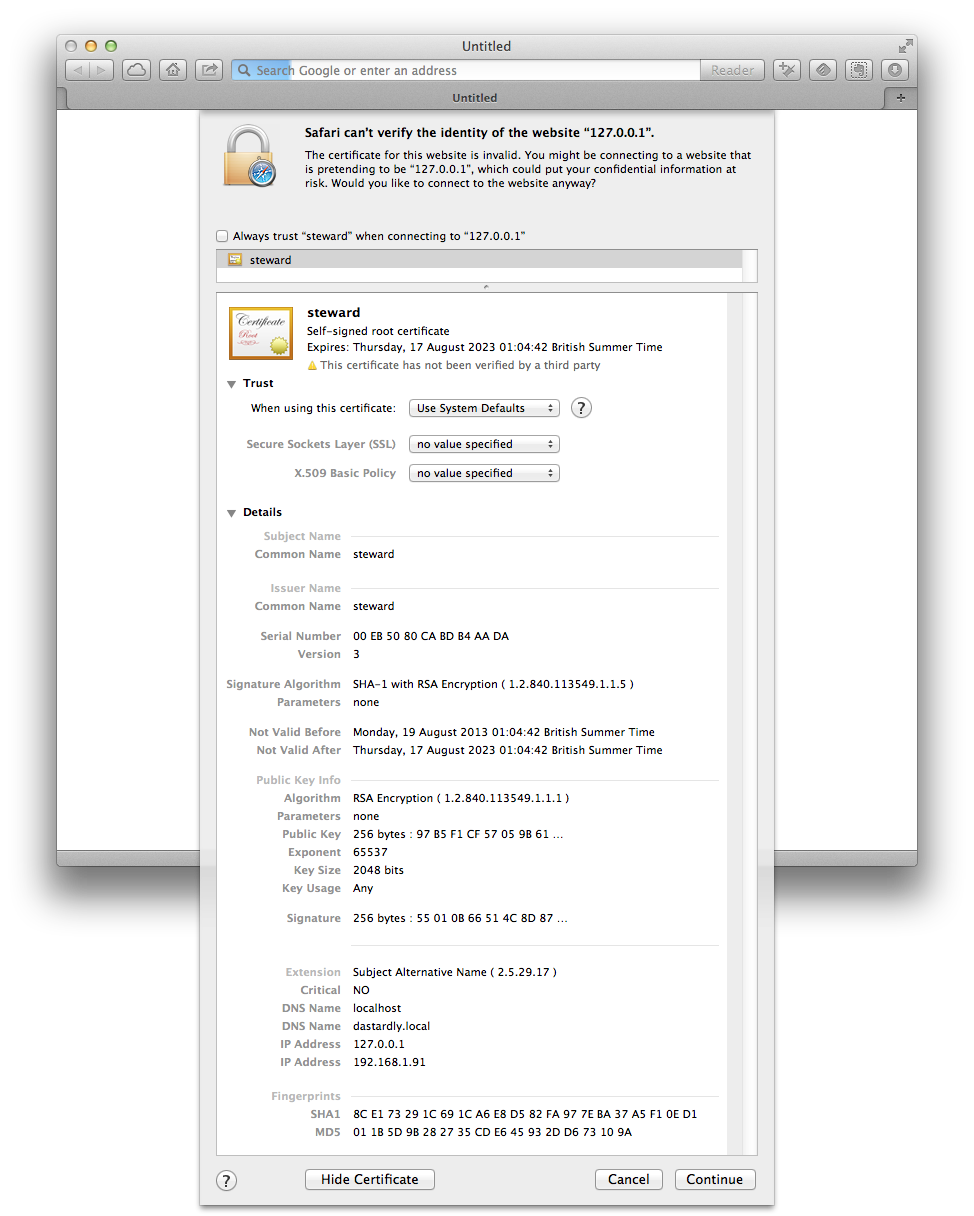 Untitled
Search Google or enter an address
Reader
Untitled
+
Safari can't verify the identity of the website “127.0.0.1”.
The certificate for this website is invalid. You might be connecting to a website that
is pretending to be “127.0.0.1”, which could put your confidential information at
risk. Would you like to connect to the website anyway?
Always trust “steward” when connecting to “127.0.0.1”
steward
Certificate
Root
steward
Self-signed root certificate
Expires: Thursday, 17 August 2023 01:04:42 British Summer Time
This certificate has not been verified by a third party
Trust
When using this certificate: Use System Defaults ?
Secure Sockets Layer (SSL) no value specified
X.509 Basic Policy no value specified
Details
Subject Name
Common Name steward
Issuer Name
Common Name steward
Serial Number 00 EB 50 80 CA BD B4 AA DA
Version 3
Signature Algorithm SHA-1 with RSA Encryption ( 1.2.840.113549.1.1.5 )
Parameters none
Not Valid Before Monday, 19 August 2013 01:04:42 British Summer Time
Not Valid After Thursday, 17 August 2023 01:04:42 British Summer Time
Public Key Info
Algorithm RSA Encryption ( 1.2.840.113549.1.1.1 )
Parameters none
Public Key 256 bytes : 97 B5 F1 CF 57 05 9B 61 ...
Exponent 65537
Key Size 2048 bits
Key Usage Any
Signature 256 bytes : 55 01 0B 66 51 4C 8D 87 ...
Extension Subject Alternative Name ( 2.5.29.17 )
Critical NO
DNS Name localhost
DNS Name dastardly.local
IP Address 127.0.0.1
IP Address 192.168.1.91
Fingerprints
SHA1 8C E1 73 29 1C 69 1C A6 E8 D5 82 FA 97 7E BA 37 A5 F1 0E D1
MD5 01 1B 5D 9B 28 27 35 CD E6 45 93 2D D6 73 10 9A
? Hide Certificate Cancel Continue